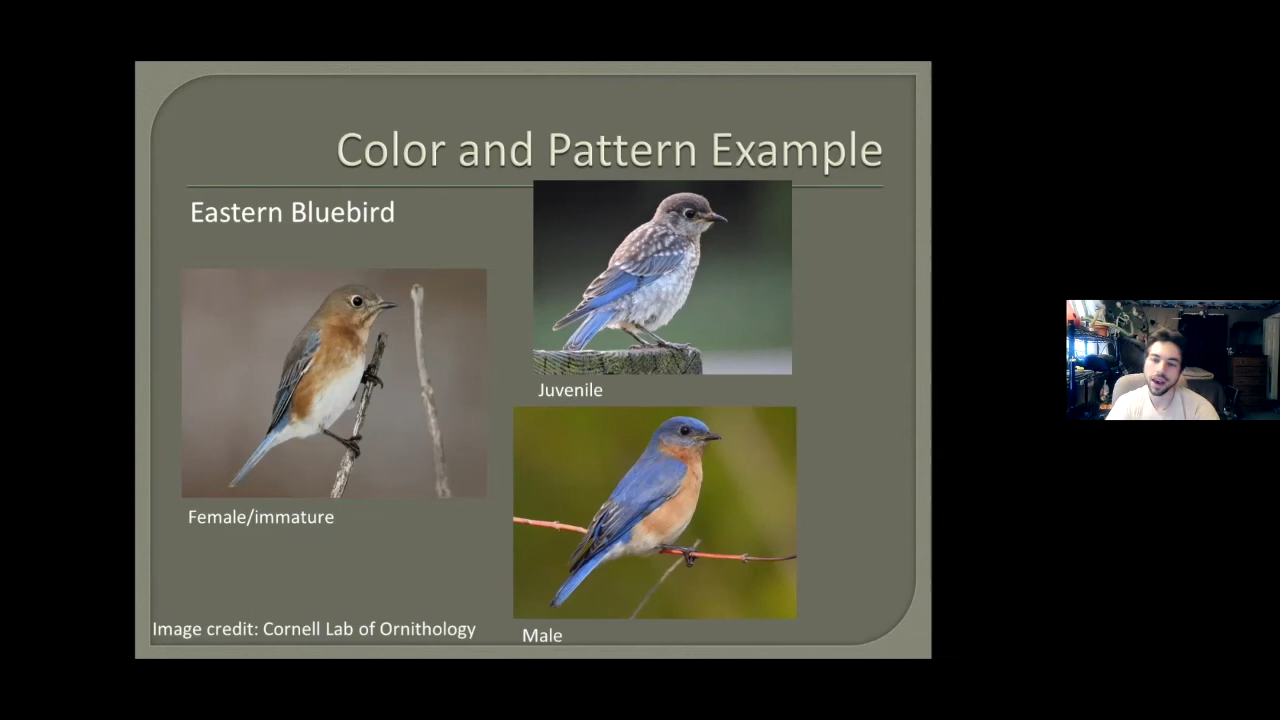 Color and Pattern Example
Eastern Bluebird
Juvenile
Female/immature
Image credit: Cornell Lab of Ornithology
Male